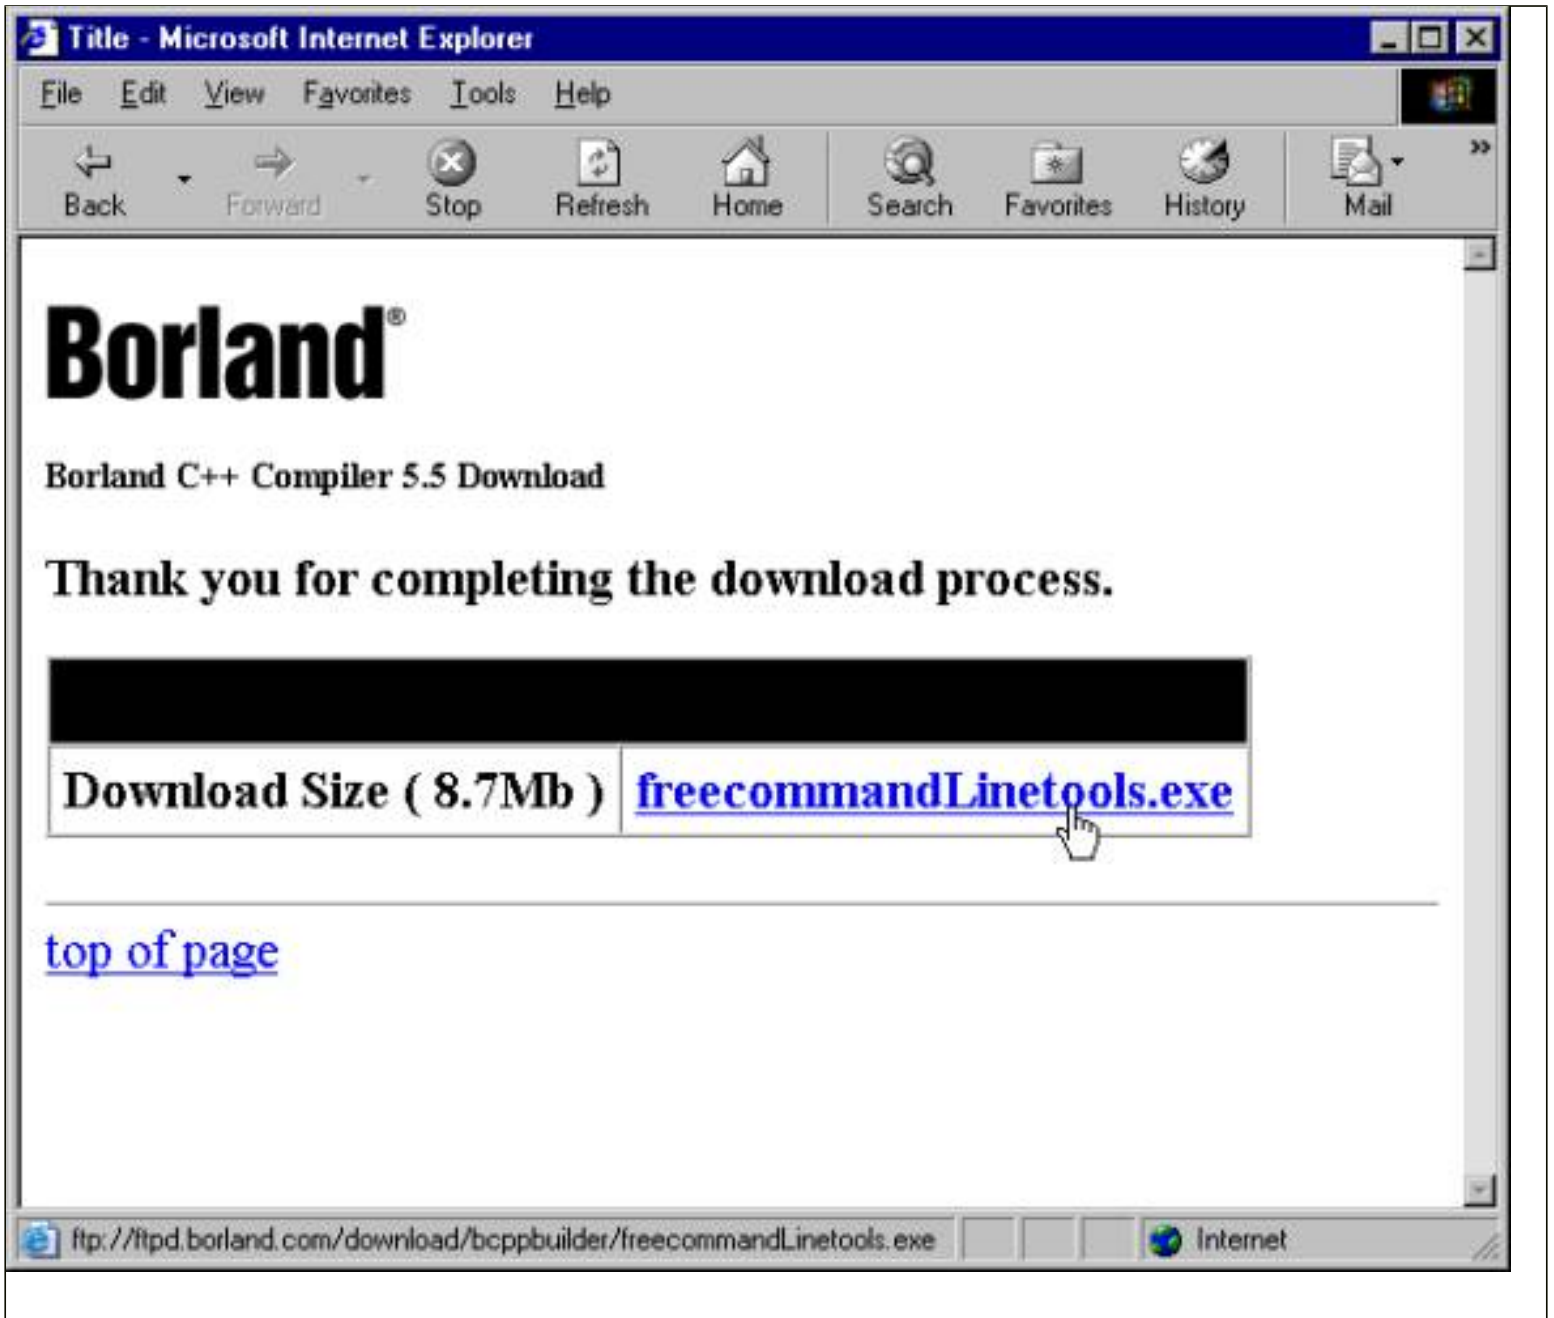 Title - Microsoft Internet Explorer
File Edit View Favorites Tools Help
Back Forward Stop Refresh Home Search Favorites History Mail »
Borland®
Borland C++ Compiler 5.5 Download
Thank you for completing the download process.
Download Size ( 8.7Mb ) freecommandLinetools.exe
top of page
ftp://ftpd.borland.com/download/bcppbuilder/freecommandLinetools.exe Internet